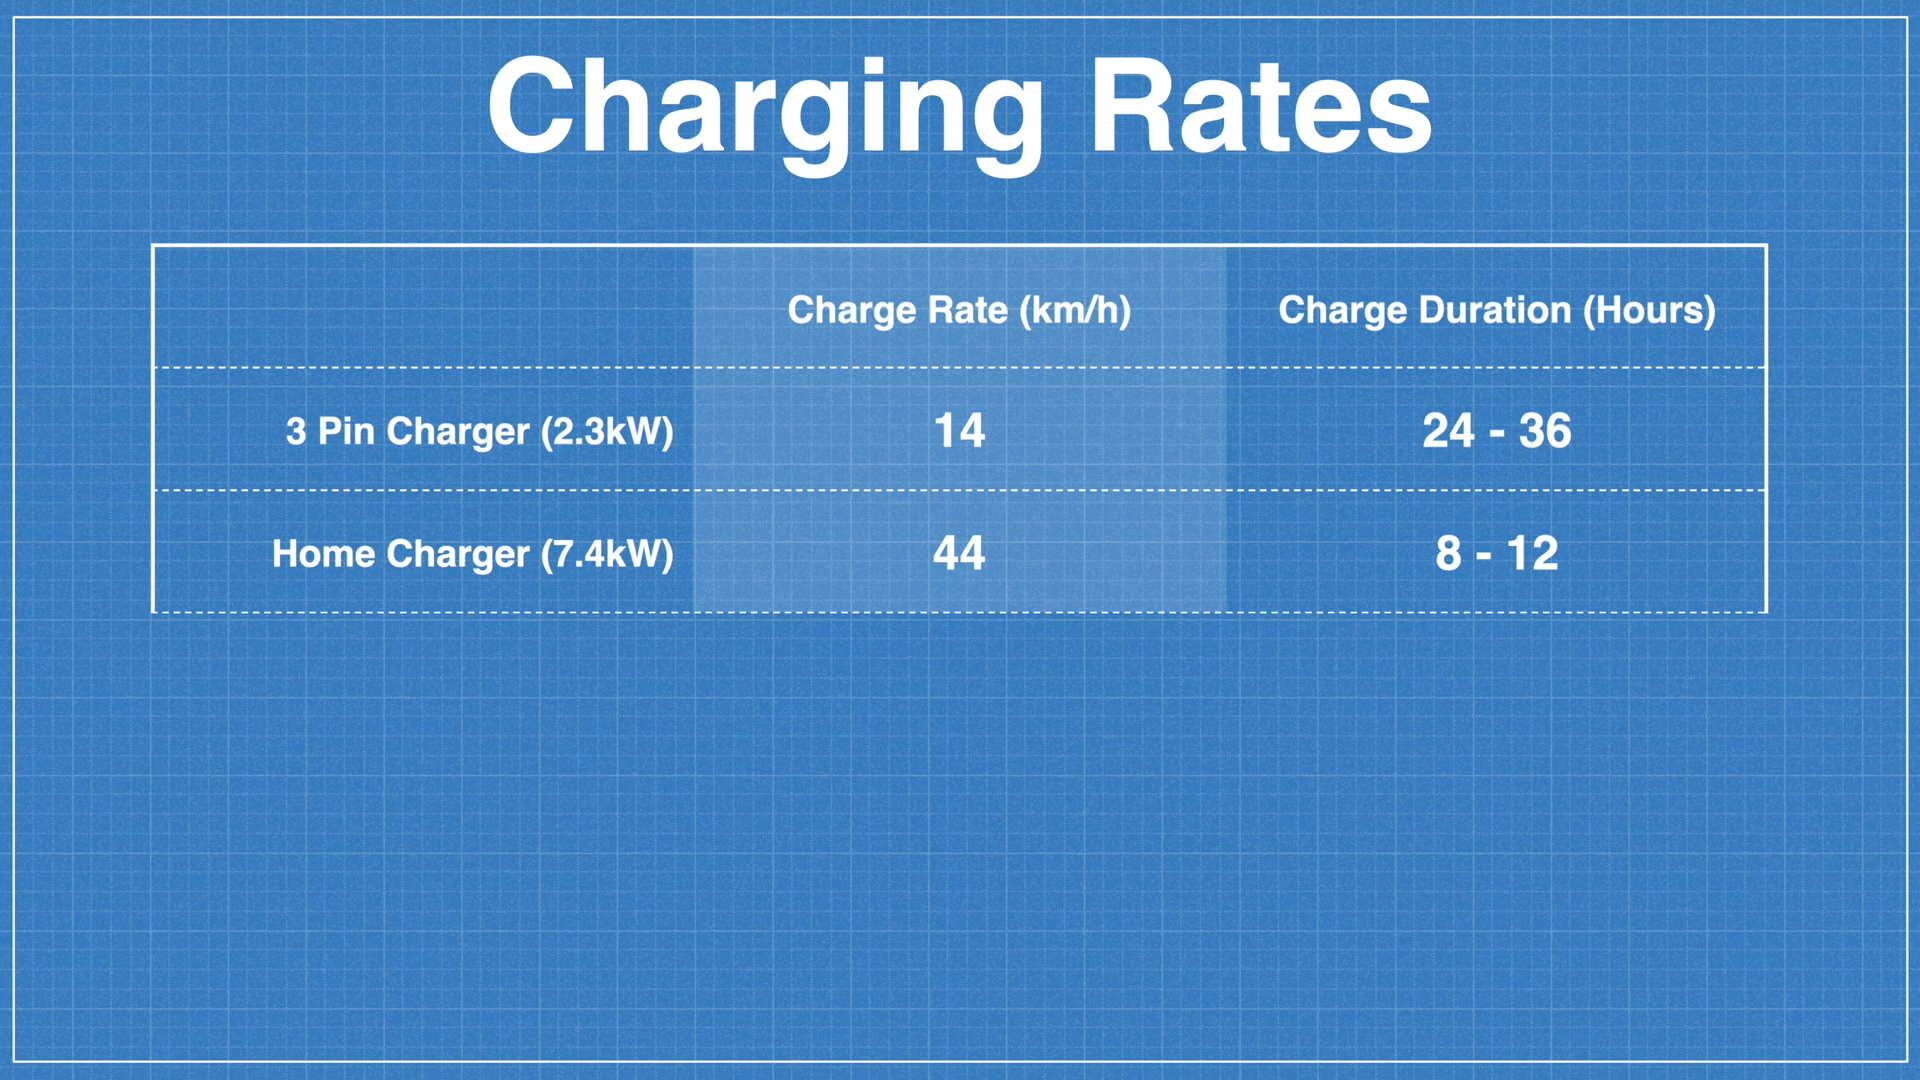 Charging Rates
Charge Rate (km/h) Charge Duration (Hours)
3 Pin Charger (2.3kW) 14 24 - 36
Home Charger (7.4kW) 44 8 - 12